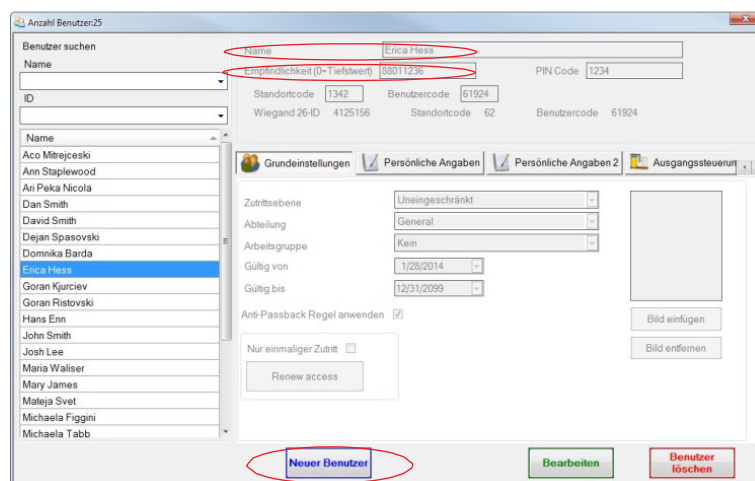 Anzahl Benutzer:25
Benutzer suchen
Name
ID
Name
Aco Mitrejceski
Ann Staplewood
Ari Peka Nicola
Dan Smith
David Smith
Dejan Spasovski
Domnika Barda
Erica Hess
Goran Kjurciev
Goran Ristovski
Hans Enn
John Smith
Josh Lee
Maria Waliser
Mary James
Mateja Svet
Michaela Figgini
Michaela Tabb
Name Erica Hess
Empfindlichkeit (0=Tiefstwert) 88011236 PIN Code 1234
Standortcode 1342 Benutzercode 61924
Wiegand 26-ID 4125156 Standortcode 62 Benutzercode 61924
Grundeinstellungen Persönliche Angaben Persönliche Angaben 2 Ausgangssteuerun
Zutrittsebene Uneingeschränkt
Abteilung General
Arbeitsgruppe Kein
Gültig von 1/28/2014
Gültig bis 12/31/2099
Anti-Passback Regel anwenden
Nur einmaliger Zutritt
Renew access
Bild einfügen
Bild entfernen
Neuer Benutzer Bearbeiten Benutzer löschen